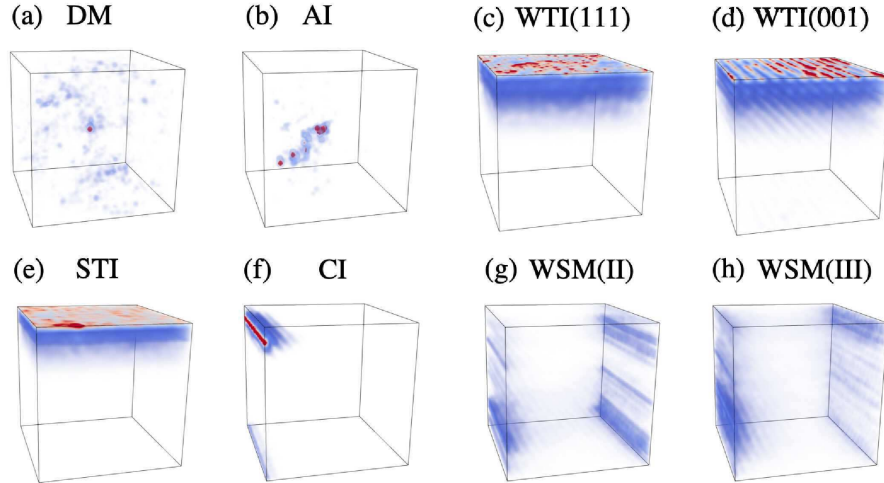 (a) DM (b) AI (c) WTI(111) (d) WTI(001)
(e) STI (f) CI (g) WSM(II) (h) WSM(III)